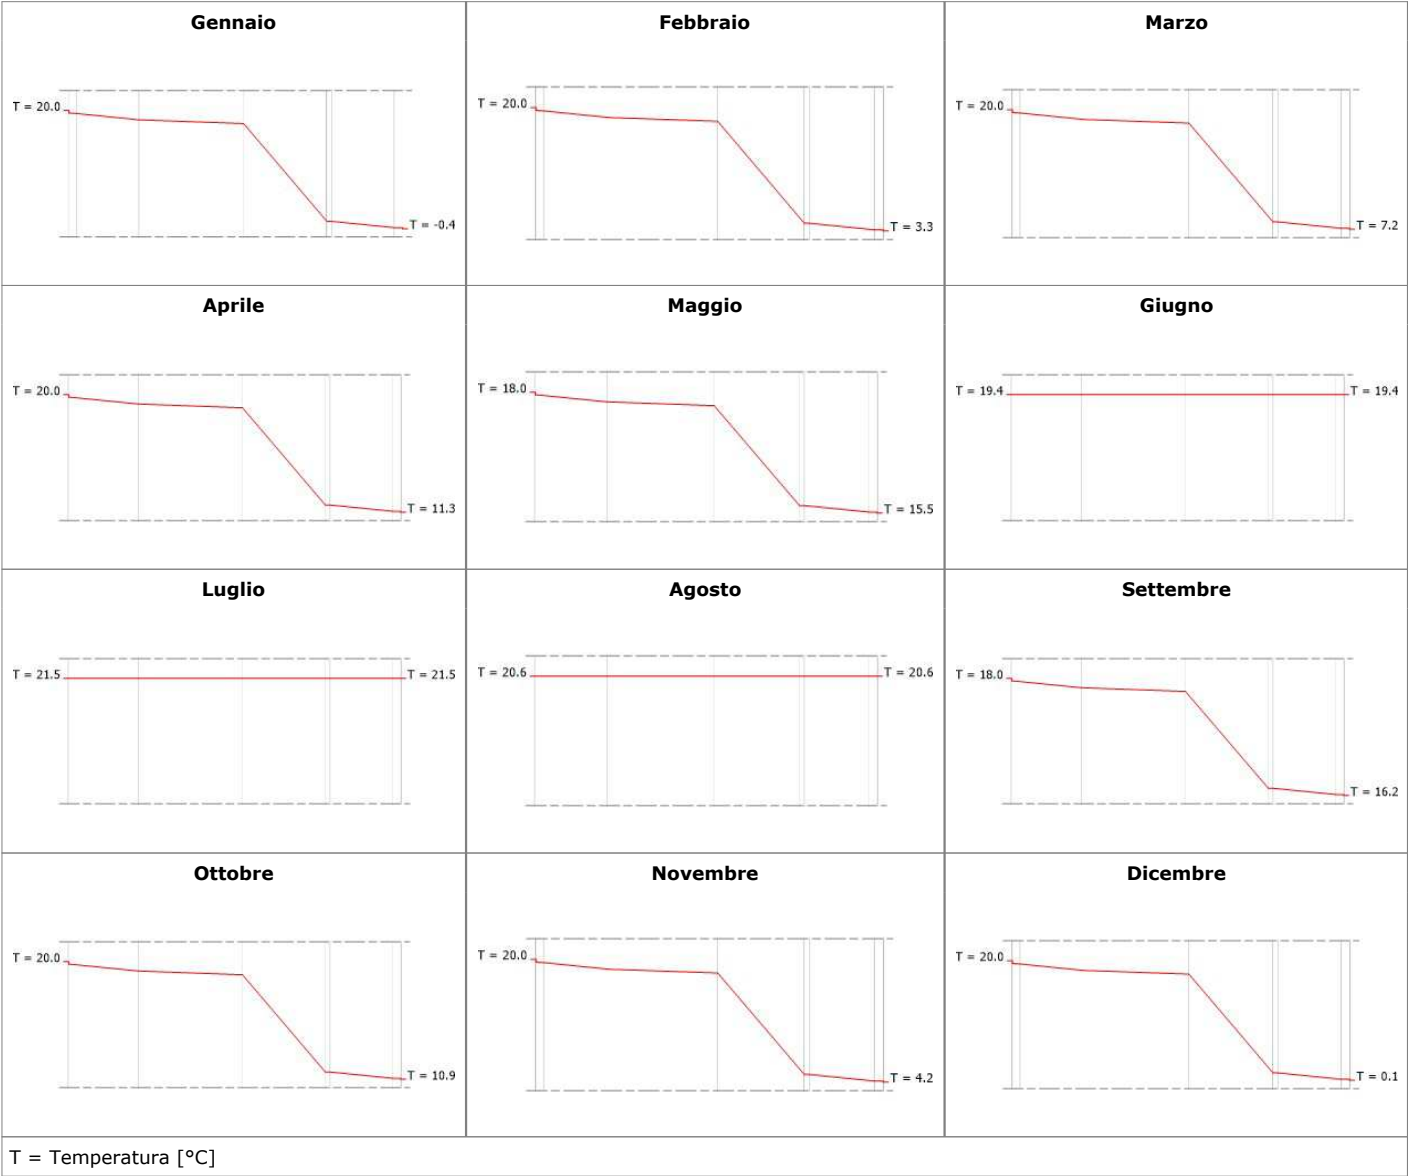 Gennaio
Febbraio
Marzo
T = 20.0
T = -0.4
T = 20.0
T = 3.3
T = 20.0
T = 7.2
Aprile
Maggio
Giugno
T = 20.0
T = 11.3
T = 18.0
T = 15.5
T = 19.4
T = 19.4
Luglio
Agosto
Settembre
T = 21.5
T = 21.5
T = 20.6
T = 20.6
T = 18.0
T = 16.2
Ottobre
Novembre
Dicembre
T = 20.0
T = 10.9
T = 20.0
T = 4.2
T = 20.0
T = 0.1
T = Temperatura [°C]